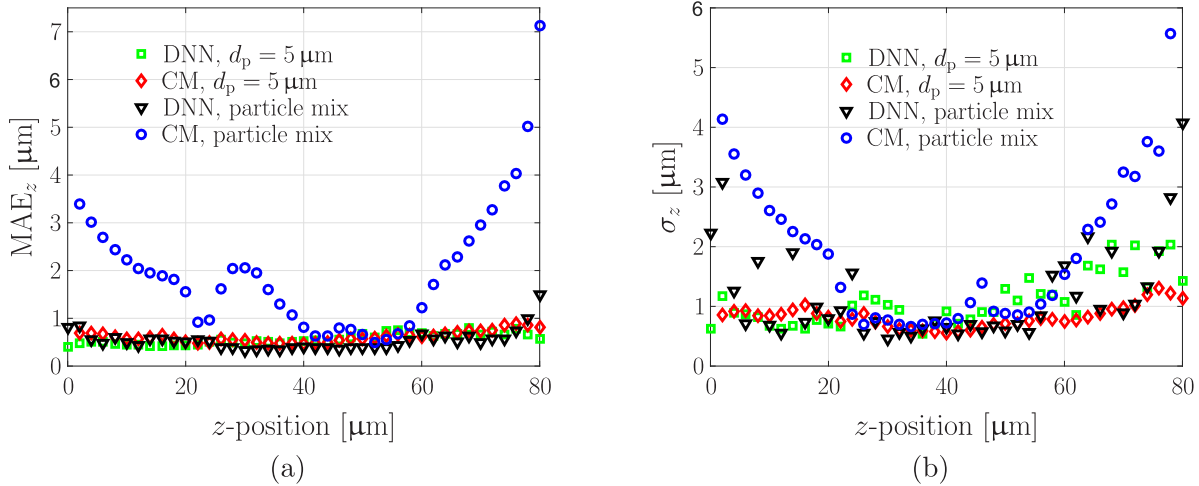 7
6
5
4
3
2
1
0
MAE_z [μm]
DNN, d_p = 5 μm
CM, d_p = 5 μm
DNN, particle mix
CM, particle mix
0 20 40 60 80
z-position [μm]
(a)
6
5
4
3
2
1
0
σ_z [μm]
DNN, d_p = 5 μm
CM, d_p = 5 μm
DNN, particle mix
CM, particle mix
0 20 40 60 80
z-position [μm]
(b)